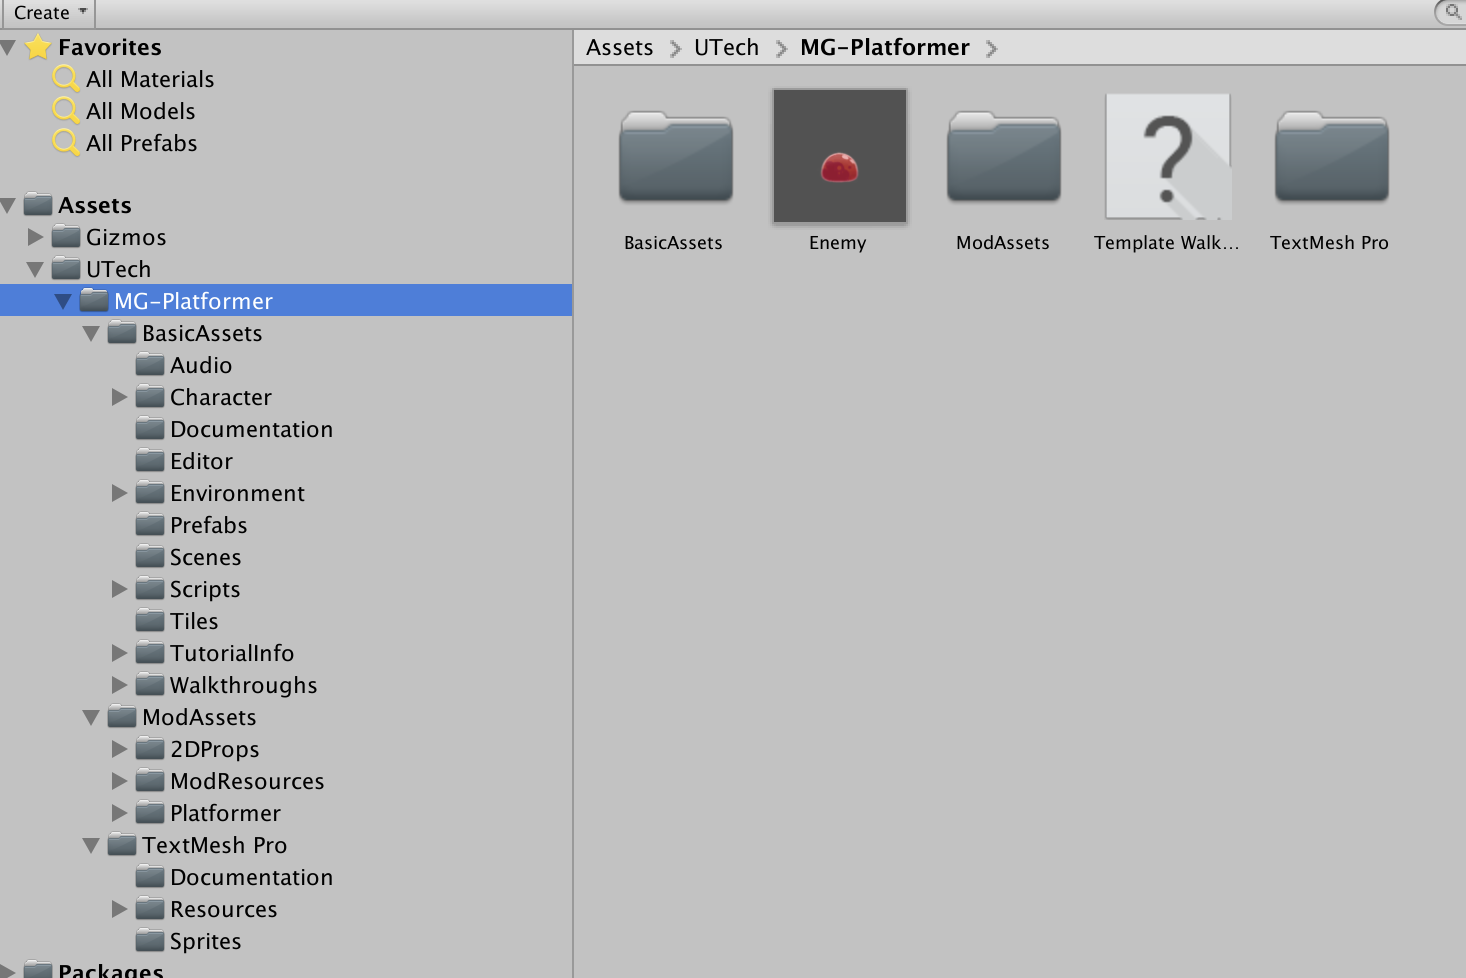 Create
Favorites
All Materials
All Models
All Prefabs
Assets
Gizmos
UTech
MG-Platformer
BasicAssets
Audio
Character
Documentation
Editor
Environment
Prefabs
Scenes
Scripts
Tiles
TutorialInfo
Walkthroughs
ModAssets
2DProps
ModResources
Platformer
TextMesh Pro
Documentation
Resources
Sprites
Packages
Assets UTech MG-Platformer
BasicAssets Enemy ModAssets Template Walk... TextMesh Pro